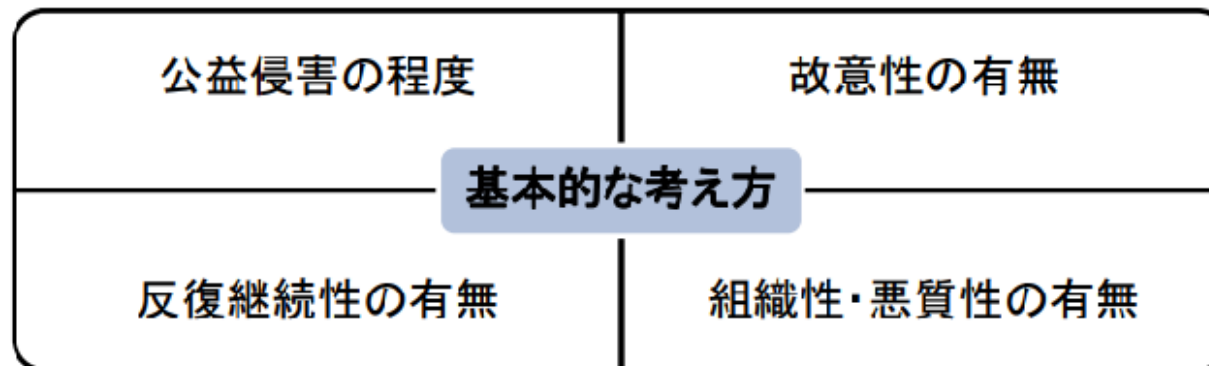 公益侵害の程度
故意性の有無
基本的な考え方
反復継続性の有無
組織性・悪質性の有無